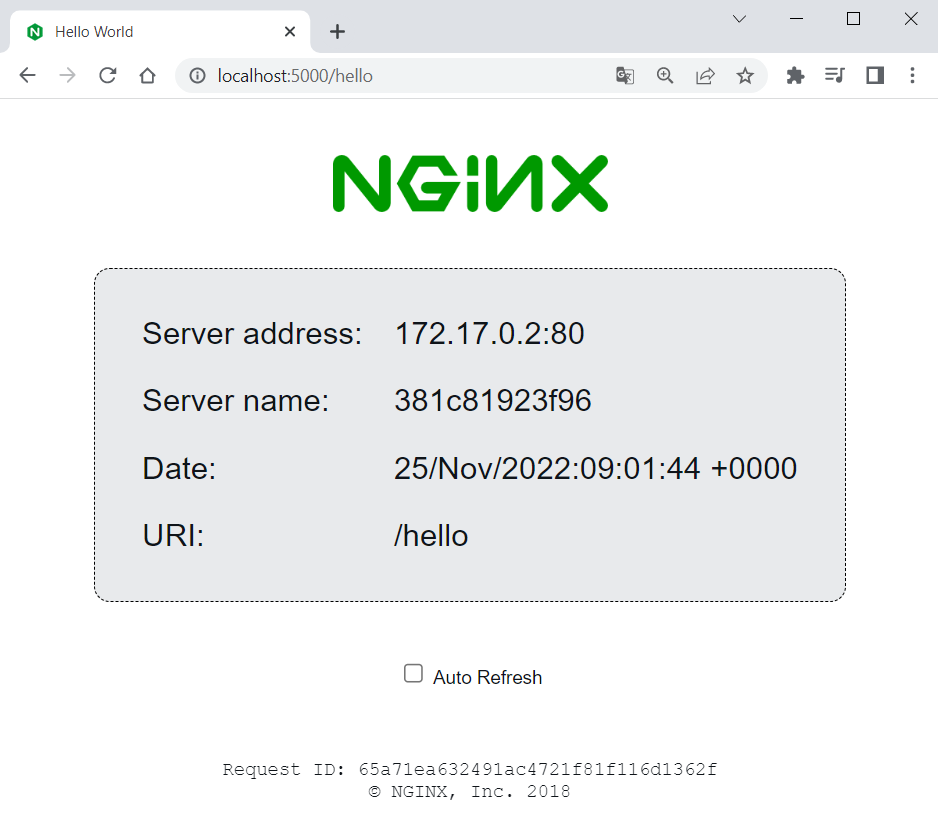 Hello World
localhost:5000/hello
NGINX
Server address: 172.17.0.2:80
Server name: 381c81923f96
Date: 25/Nov/2022:09:01:44 +0000
URI: /hello
Auto Refresh
Request ID: 65a71ea632491ac4721f81f116d1362f
© NGINX, Inc. 2018